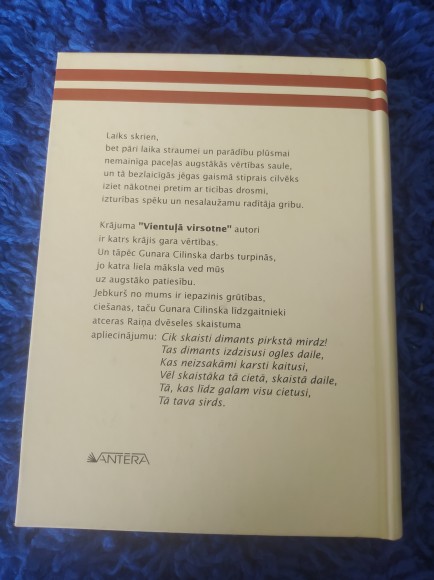 Laiks skrien,
bet pāri laika straumei un parādību plūsmai
nemainīga paceļas augstākās vērtības saule,
un tā bezlaicīgās jēgas gaismā stiprais cilvēks
iziet nākotnei pretim ar ticības drosmi,
izturības spēku un nesalaužamu radītāja gribu.
Krājuma "Vientuļā virsotne" autori
ir katrs krājis gara vērtības.
Un tāpēc Gunara Cilinska darbs turpinās,
jo katra liela māksla ved mūs
uz augstāko patiesību.
Jebkurš no mums ir iepazinis grūtības,
ciešanas, taču Gunara Cilinska līdzgaitnieki
atceras Raiņa dvēseles skaistuma
apliecinājumu: Cik skaisti dimants pirkstā mirdz!
Tas dimants izdzisusi ogles daile,
Kas neizsakāmi karsti kaitusi,
Vēl skaistāka tā cietā, skaistā daile,
Tā, kas līdz galam visu cietusi,
Tā tava sirds.
ANTĒRA